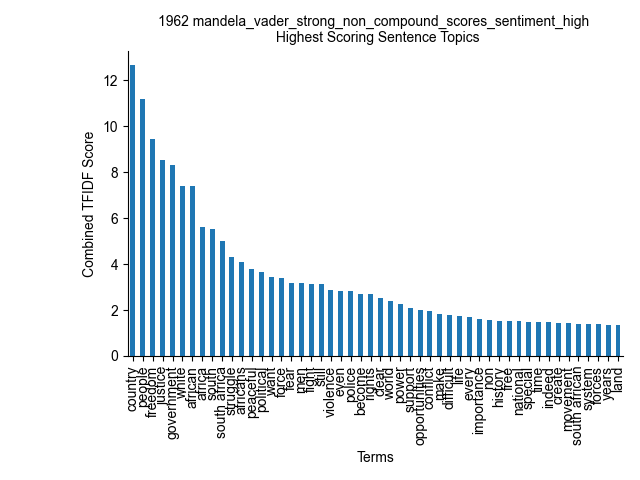 1962 mandela_vader_strong_non_compound_scores_sentiment_high
Highest Scoring Sentence Topics
Combined TFIDF Score
12
10
8
6
4
2
0
country
people
freedom
justice
government
white
african
africa
south
south africa
struggle
africans
peaceful
political
want
force
fear
men
fight
still
violence
even
police
become
rights
clear
world
power
support
opportunities
conflict
make
difficult
life
every
importance
non
history
free
national
special
time
indeed
create
movement
south african
system
forces
years
land
Terms